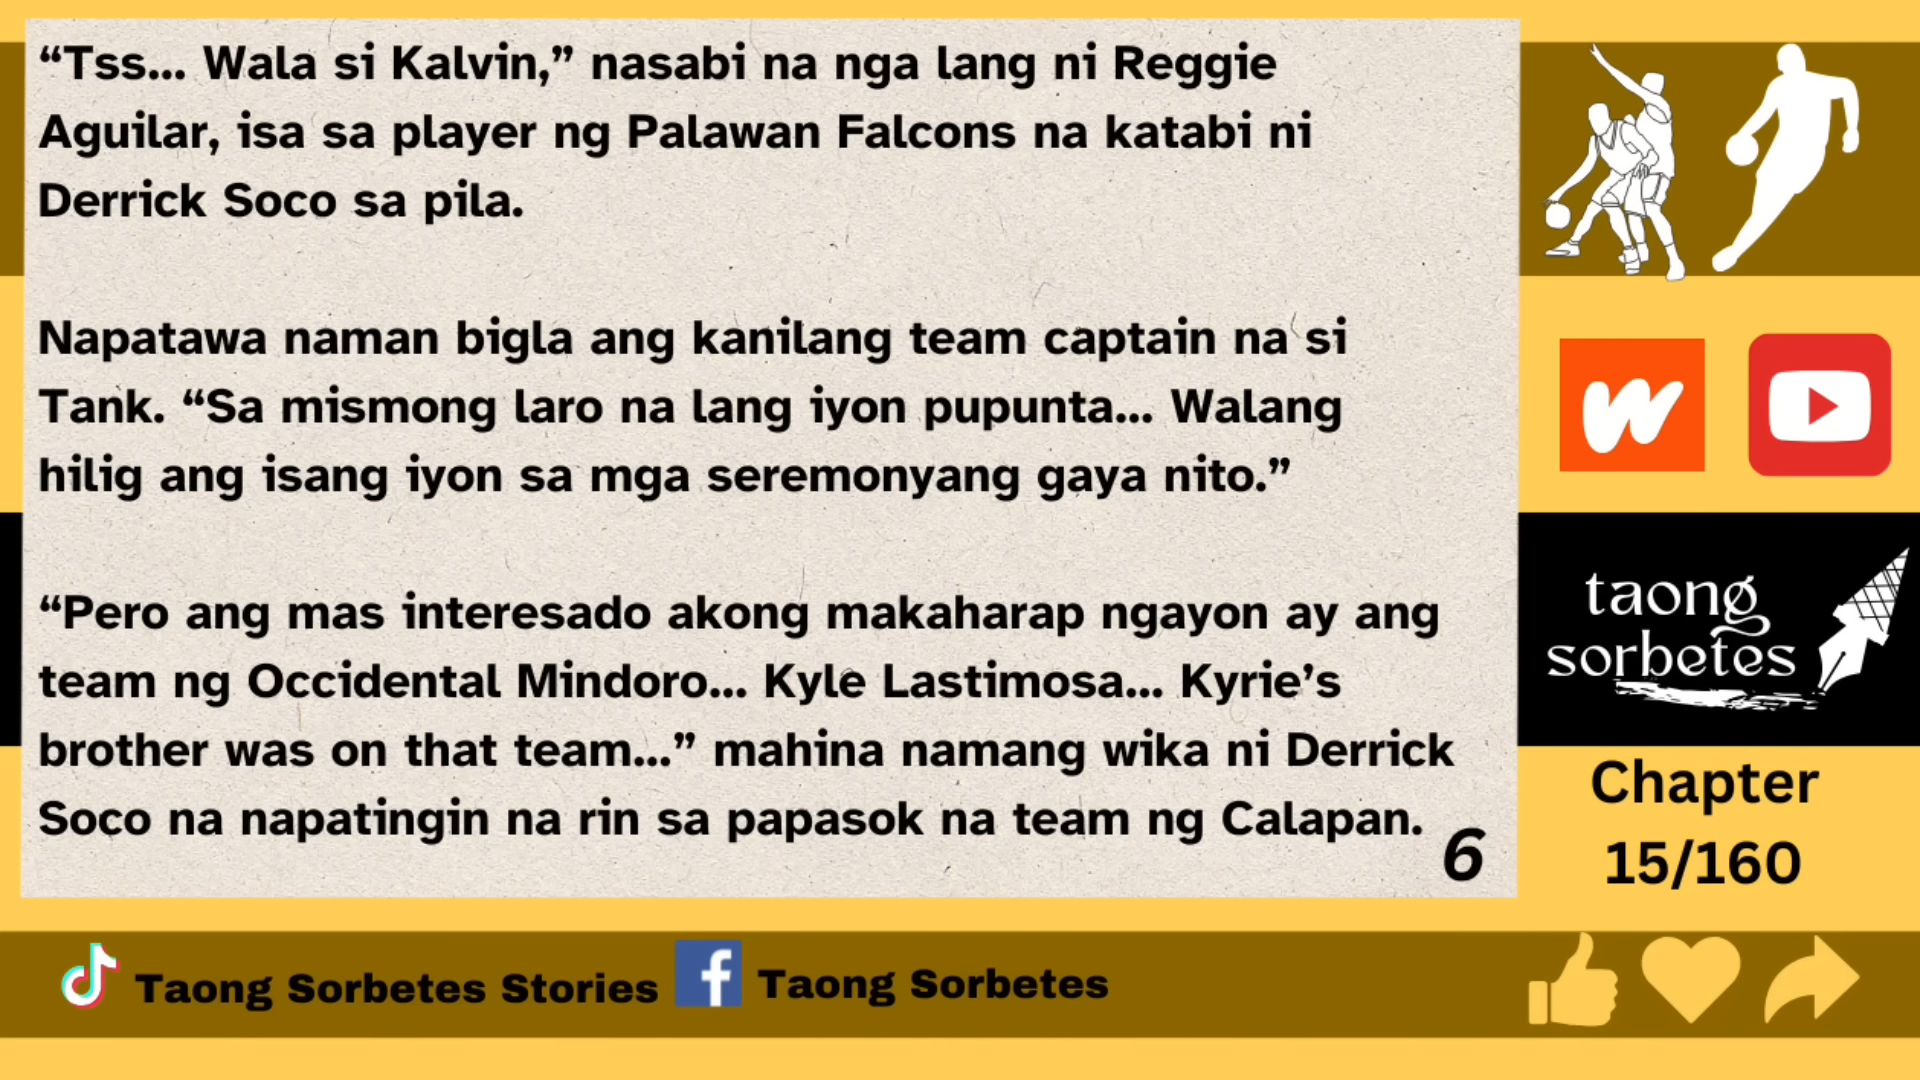 “Tss... Wala si Kalvin,” nasabi na nga lang ni Reggie
Aguilar, isa sa player ng Palawan Falcons na katabi ni
Derrick Soco sa pila.
Napatawa naman bigla ang kanilang team captain na si
Tank. “Sa mismong laro na lang iyon pupunta... Walang
hilig ang isang iyon sa mga seremonyang gaya nito.”
“Pero ang mas interesado akong makaharap ngayon ay ang
team ng Occidental Mindoro... Kyle Lastimosa... Kyrie’s
brother was on that team...” mahina namang wika ni Derrick
Soco na napatingin na rin sa papasok na team ng Calapan.
6
taong
sorbetes
Chapter
15/160
Taong Sorbetes Stories
Taong Sorbetes